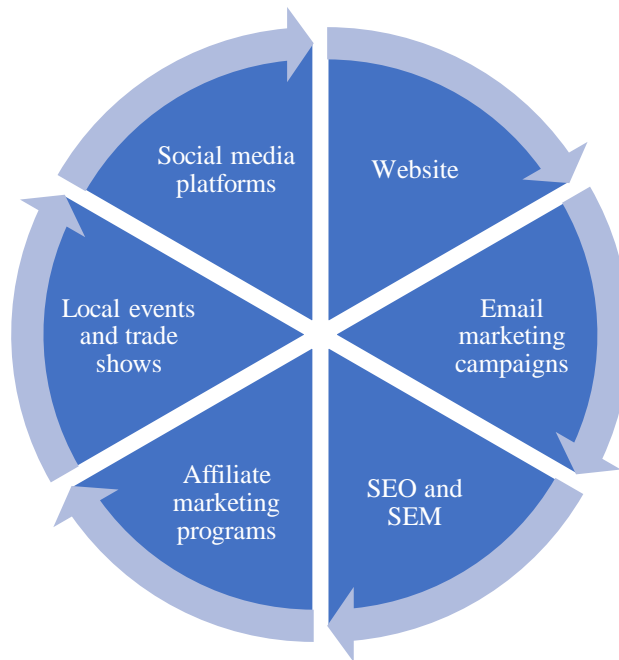 Social media
platforms
Website
Local events
and trade
shows
Email
marketing
campaigns
Affiliate
marketing
programs
SEO and
SEM